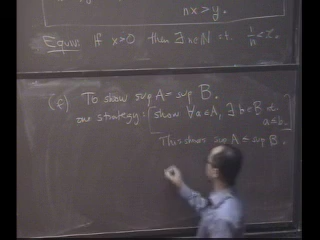 nx > y.
Equiv: If x>0, then ∃ n∈ℕ s.t. 1/n < x.
(f) To show sup A = sup B.
one strategy: [show ∀a∈A, ∃ b∈B s.t.
a≤b.]
This shows sup A ≤ sup B.